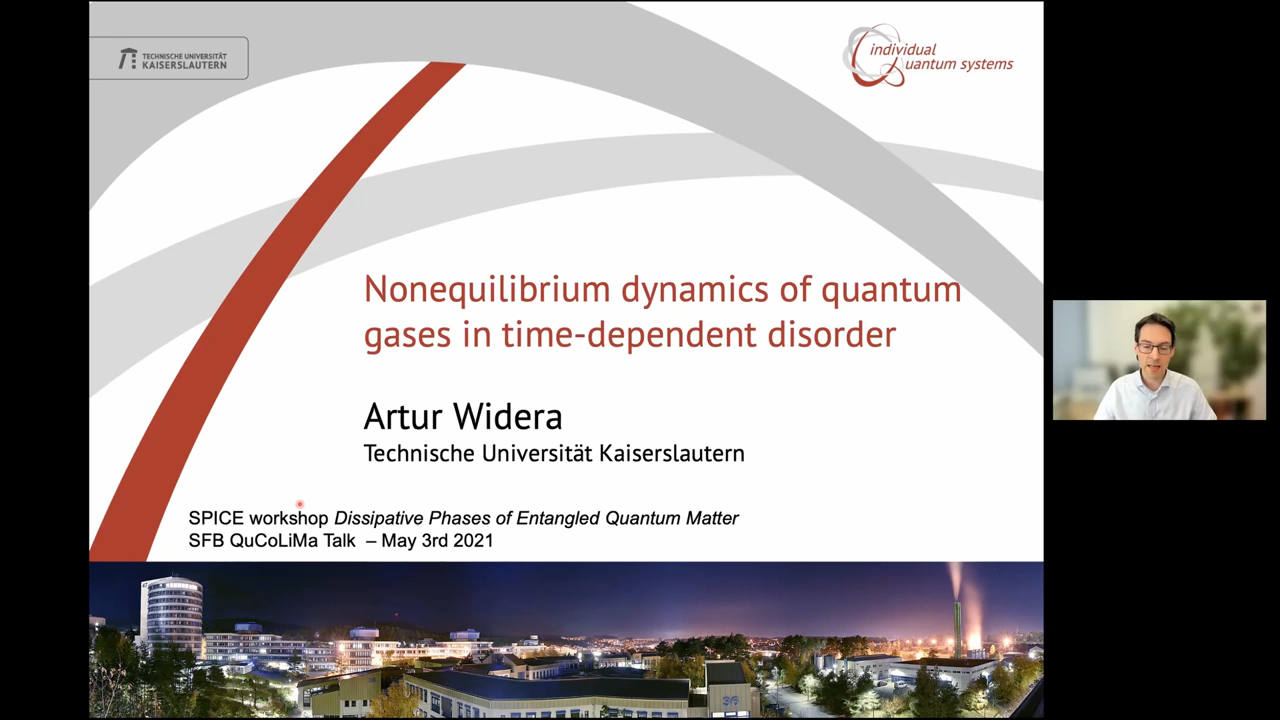 TECHNISCHE UNIVERSITÄT
KAISERSLAUTERN
individual
Quantum systems
Nonequilibrium dynamics of quantum
gases in time-dependent disorder
Artur Widera
Technische Universität Kaiserslautern
SPICE workshop Dissipative Phases of Entangled Quantum Matter
SFB QuCoLiMa Talk – May 3rd 2021
36